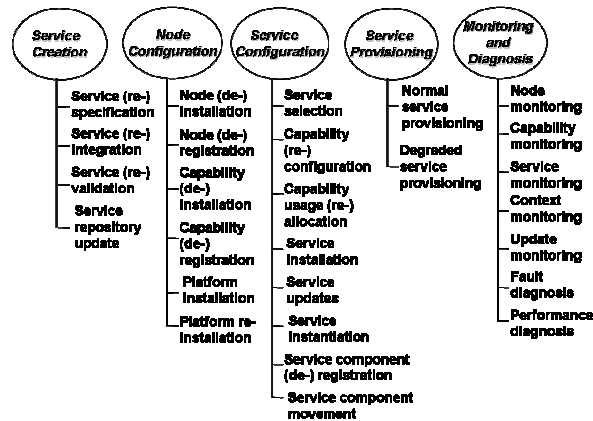 Service
Creation
Service (re-)
specification
Service (re-)
integration
Service (re-)
validation
Service
repository
update
Node
Configuration
Node (de-)
installation
Node (de-)
registration
Capability
(de-)
installation
Capability
(de-)
registration
Platform
installation
Platform re-
installation
Service
Configuration
Service
selection
Capability
(re-)
configuration
Capability
usage (re-)
allocation
Service
installation
Service
updates
Service
instantiation
Service component
(de-) registration
Service component
movement
Service
Provisioning
Normal
service
provisioning
Degraded
service
provisioning
Monitoring
and
Diagnosis
Node
monitoring
Capability
monitoring
Service
monitoring
Context
monitoring
Update
monitoring
Fault
diagnosis
Performance
diagnosis